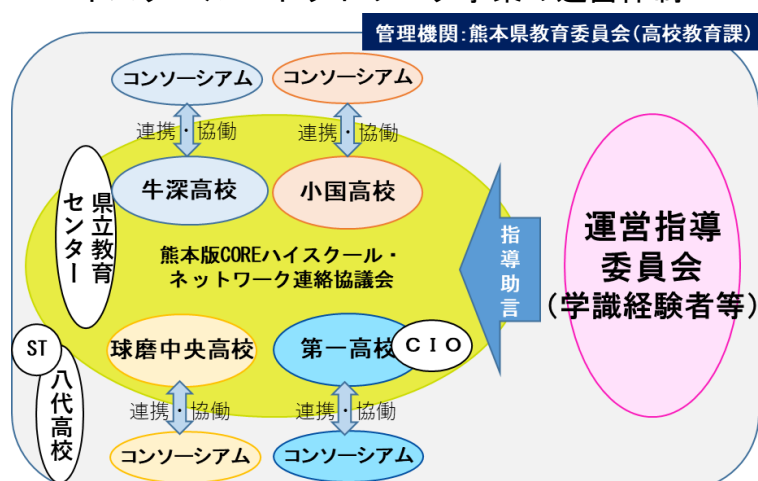 管理機関:熊本県教育委員会(高校教育課)
コンソーシアム
コンソーシアム
連携・協働
連携・協働
牛深高校
小国高校
県立教育
センター
熊本版COREハイスクール・
ネットワーク連絡協議会
指導助言
運営指導
委員会
(学識経験者等)
ST
八代高校
球磨中央高校
第一高校
CIO
連携・協働
連携・協働
コンソーシアム
コンソーシアム